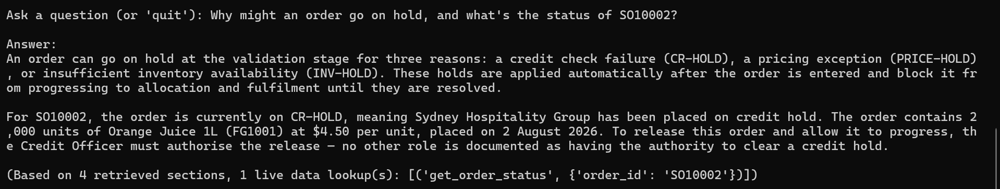 Ask a question (or 'quit'): Why might an order go on hold, and what's the status of SO10002?
Answer:
An order can go on hold at the validation stage for three reasons: a credit check failure (CR-HOLD), a pricing exception (PRICE-HOLD)
, or insufficient inventory availability (INV-HOLD). These holds are applied automatically after the order is entered and block it fr
om progressing to allocation and fulfilment until they are resolved.
For SO10002, the order is currently on CR-HOLD, meaning Sydney Hospitality Group has been placed on credit hold. The order contains 2
,000 units of Orange Juice 1L (FG1001) at $4.50 per unit, placed on 2 August 2026. To release this order and allow it to progress, th
e Credit Officer must authorise the release — no other role is documented as having the authority to clear a credit hold.
(Based on 4 retrieved sections, 1 live data lookup(s): [('get_order_status', {'order_id': 'SO10002'})])